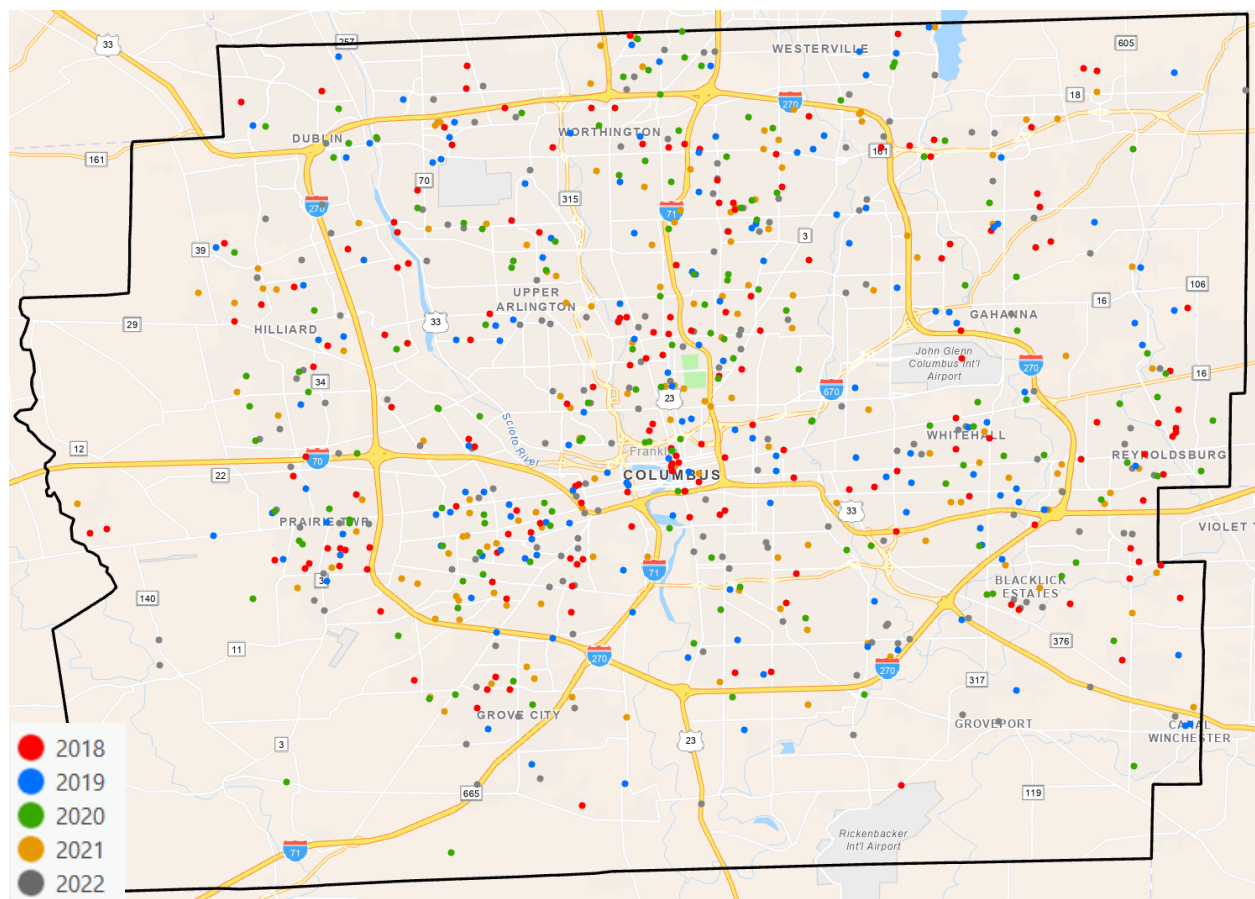 WESTERVILLE
605
33
257
270
18
DUBLIN
WORTHINGTON
161
161
70
315
270
71
3
39
UPPER
ARLINGTON
106
16
29
33
HILLIARD
GAHANNA
John Glenn
Columbus Int'l
Airport
270
34
16
670
23
Scioto River
WHITEHALL
12
Frankl
70
REYNOLDSBURG
22
COLUMBUS
33
PRAIRIE TWP
VIOLET T
71
3
BLACKLICK
ESTATES
140
376
11
270
270
317
GROVE CITY
GROVEPORT
CANAL
WINCHESTER
3
23
2018
2019
665
119
2020
Rickenbacker
Int'l Airport
2021
71
2022